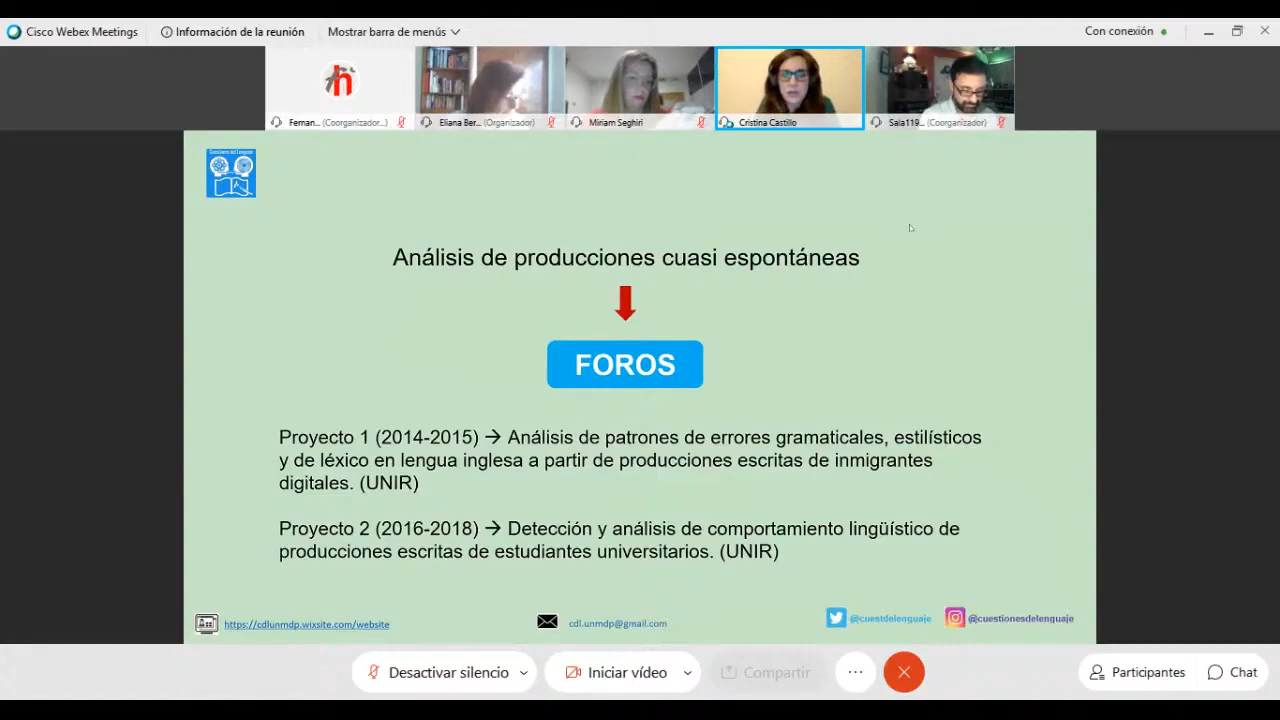 Cisco Webex Meetings
Información de la reunión
Mostrar barra de menús
Con conexión
h
Fernan... (Coorganizador...)
Eliana Ber... (Organizador)
Miriam Seghiri
Cristina Castillo
Saia119... (Coorganizador)
Análisis de producciones cuasi espontáneas
FOROS
Proyecto 1 (2014-2015) → Análisis de patrones de errores gramaticales, estilísticos
y de léxico en lengua inglesa a partir de producciones escritas de inmigrantes
digitales. (UNIR)
Proyecto 2 (2016-2018) → Detección y análisis de comportamiento lingüístico de
producciones escritas de estudiantes universitarios. (UNIR)
https://cdlunmdp.wixsite.com/website
cdl.unmdp@gmail.com
@cuestdelenguaje
@cuestionesdelenguaje
Desactivar silencio
Iniciar vídeo
Compartir
Participantes
Chat